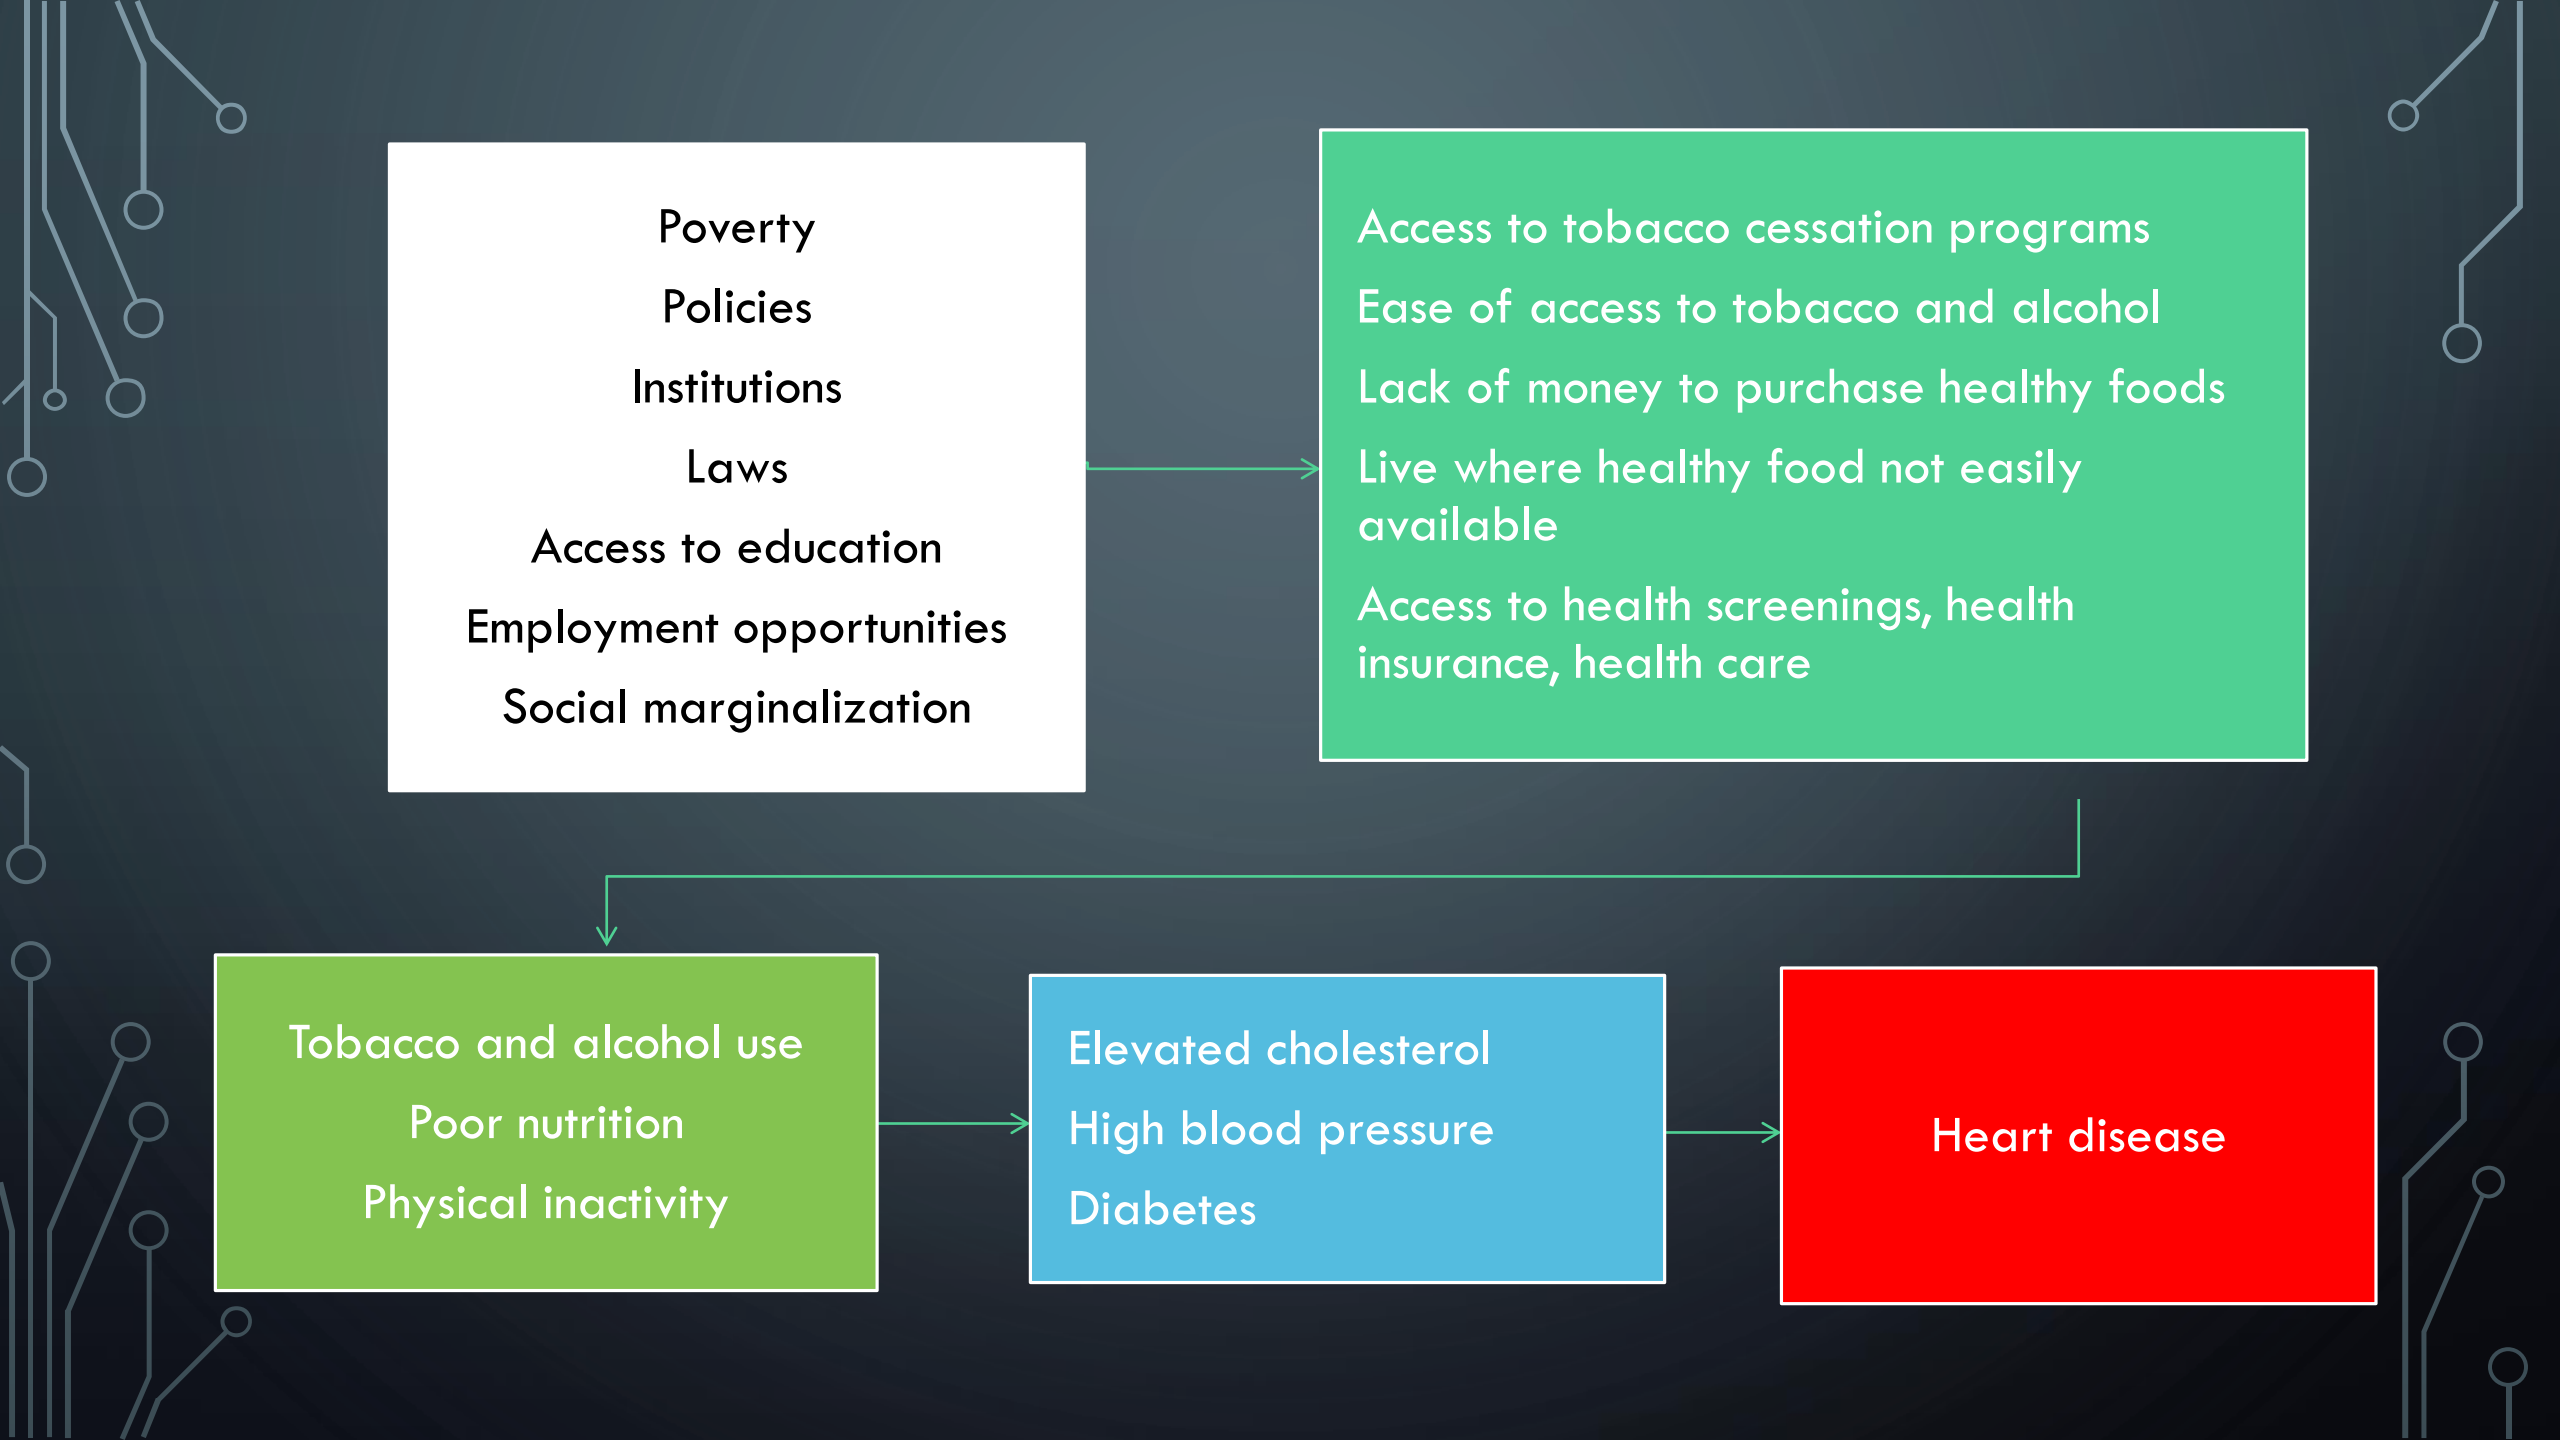 Poverty
Policies
Institutions
Laws
Access to education
Employment opportunities
Social marginalization
Access to tobacco cessation programs
Ease of access to tobacco and alcohol
Lack of money to purchase healthy foods
Live where healthy food not easily
available
Access to health screenings, health
insurance, health care
Tobacco and alcohol use
Poor nutrition
Physical inactivity
Elevated cholesterol
High blood pressure
Diabetes
Heart disease